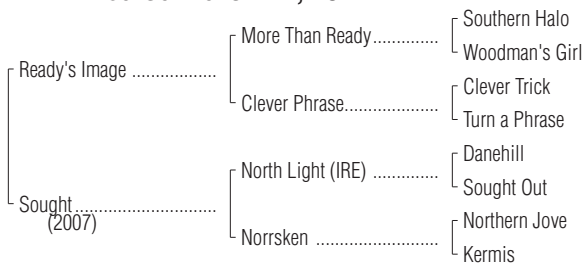 Southern Halo
More Than Ready..............
Woodman's Girl
Ready's Image ..................
Clever Trick
Clever Phrase....................
Turn a Phrase
Danehill
North Light (IRE) ..............
Sought Out
Sought..............................
(2007)
Northern Jove
Norrsken ..........................
Kermis